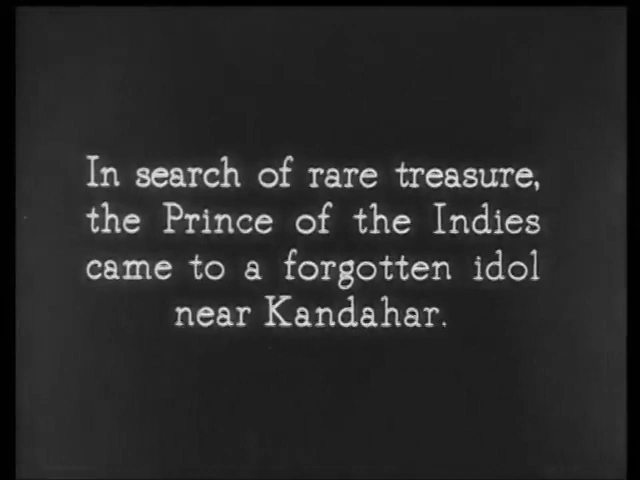 In search of rare treasure,
the Prince of the Indies
came to a forgotten idol
near Kandahar.